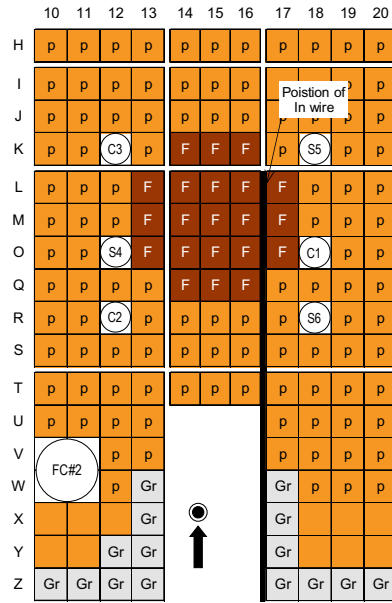 10 11 12 13 14 15 16 17 18 19 20
H p p p p p p p p p p p
I p p p p p p p p p p p
Poistion of
In wire
J p p p p p p p p p p p
K p p C3 p F F F p S5 p p
L p p p F F F F F p p p
M p p p F F F F F p p p
O p p S4 F F F F F C1 p p
Q p p p p F F F p p p p
R p p C2 p p p p p S6 p p
S p p p p p p p p p p p
T p p p p p p p p p p p
U p p p p p p p p
V p p p p p p
FC#2
W p Gr Gr p p p
X Gr Gr
Y Gr Gr Gr
Z Gr Gr Gr Gr Gr Gr Gr Gr